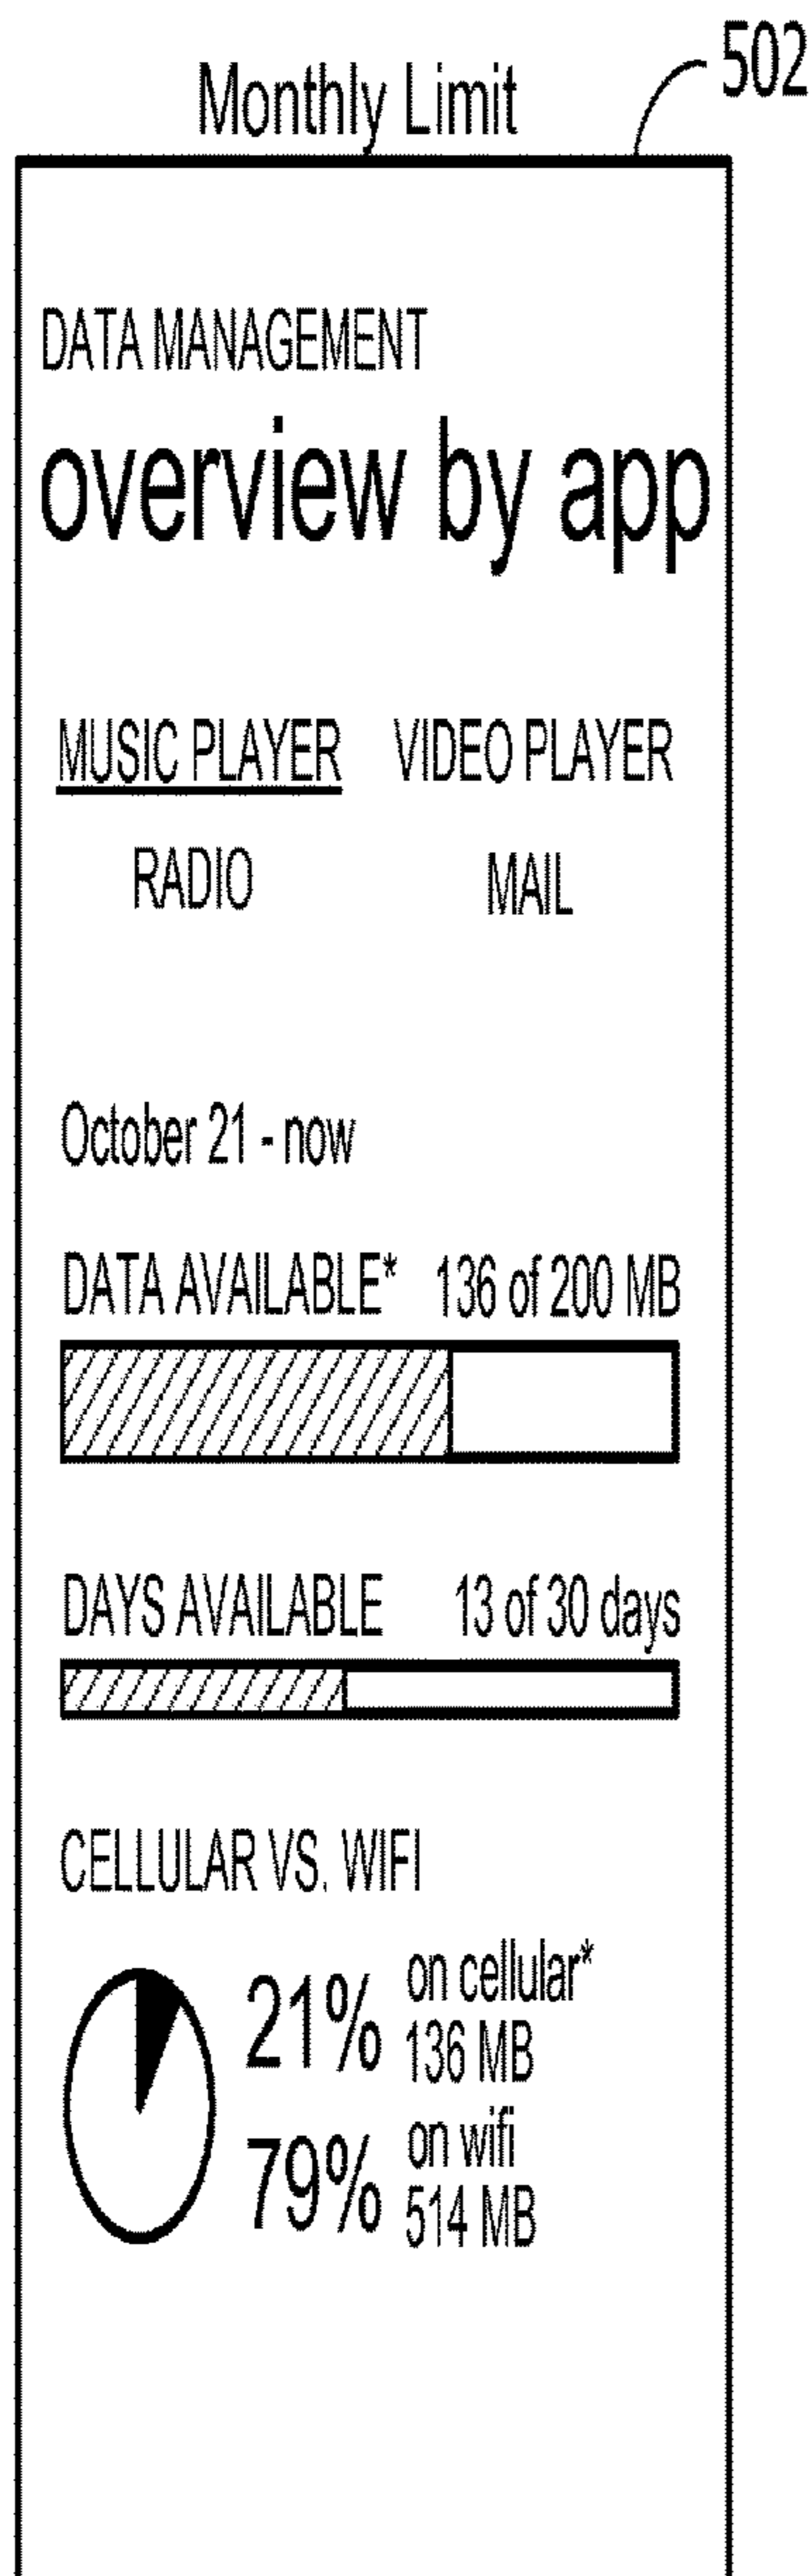 502
Monthly Limit
DATA MANAGEMENT
overview by app
MUSIC PLAYER VIDEO PLAYER
RADIO MAIL
October 21 - now
DATA AVAILABLE* 136 of 200 MB
DAYS AVAILABLE 13 of 30 days
CELLULAR VS. WIFI
21% on cellular*
136 MB
79% on wifi
514 MB